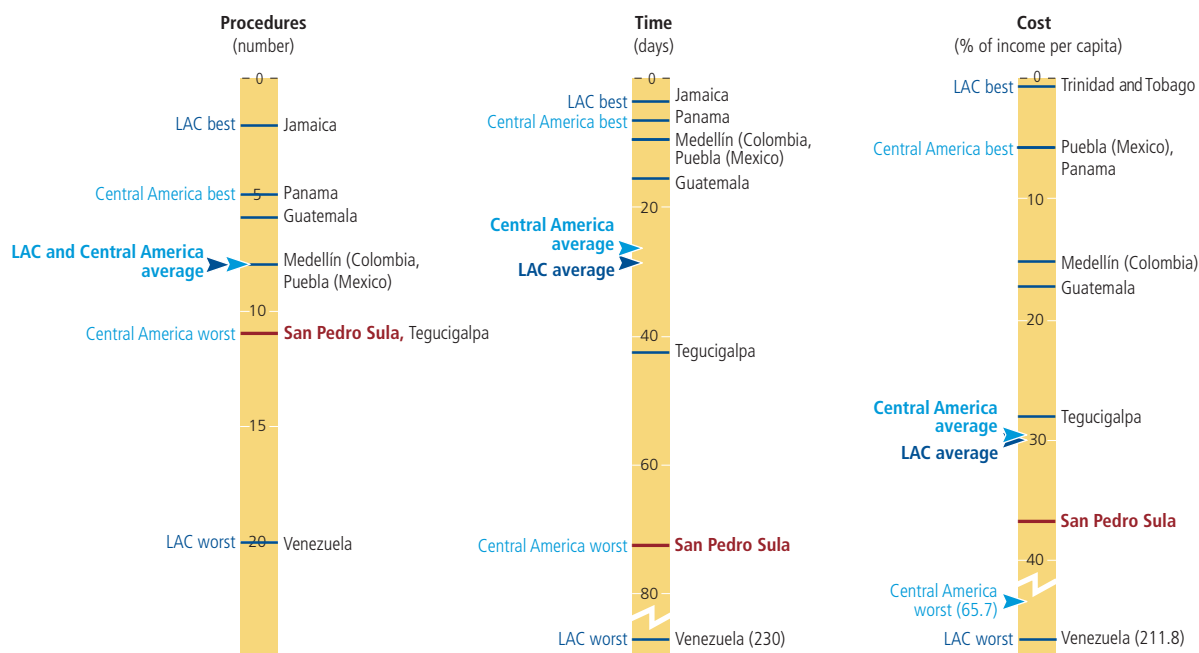 Procedures
(number)
0
LAC best
Jamaica
Central America best
5
Panama
Guatemala
LAC and Central America
average
Medellín (Colombia,
Puebla (Mexico)
10
Central America worst
San Pedro Sula, Tegucigalpa
15
LAC worst
20
Venezuela
Time
(days)
0
LAC best
Jamaica
Central America best
Panama
Medellín (Colombia,
Puebla (Mexico)
Guatemala
20
Central America
average
LAC average
40
Tegucigalpa
60
Central America worst
San Pedro Sula
80
LAC worst
Venezuela (230)
Cost
(% of income per capita)
0
LAC best
Trinidad and Tobago
Central America best
Puebla (Mexico),
Panama
10
Medellín (Colombia)
Guatemala
20
Tegucigalpa
Central America
average
30
LAC average
San Pedro Sula
40
Central America
worst (65.7)
LAC worst
Venezuela (211.8)